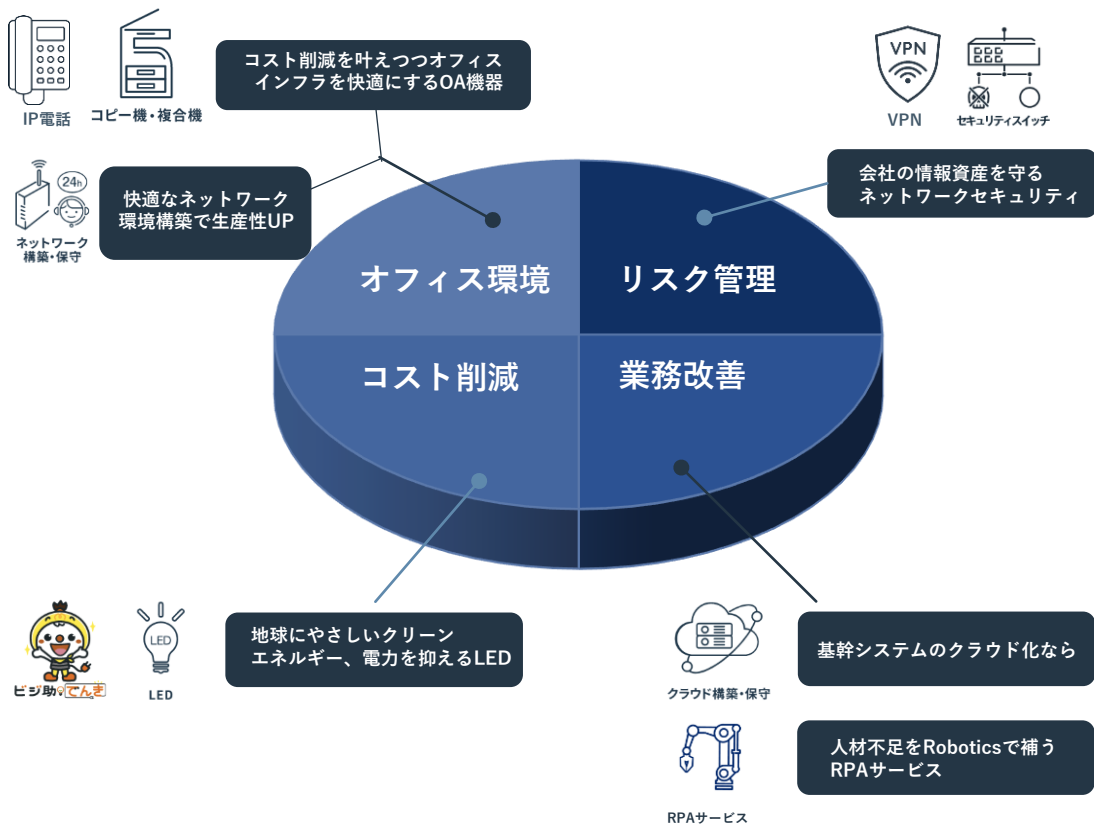 IP電話
コピー機・複合機
コスト削減を叶えつつオフィス
インフラを快適にするOA機器
VPN
VPN
セキュリティスイッチ
24h
ネットワーク
構築・保守
快適なネットワーク
環境構築で生産性UP
会社の情報資産を守る
ネットワークセキュリティ
オフィス環境
リスク管理
コスト削減
業務改善
ビジ助でんき
LED
LED
地球にやさしいクリーン
エネルギー、電力を抑えるLED
クラウド構築・保守
基幹システムのクラウド化なら
RPAサービス
人材不足をRoboticsで補う
RPAサービス